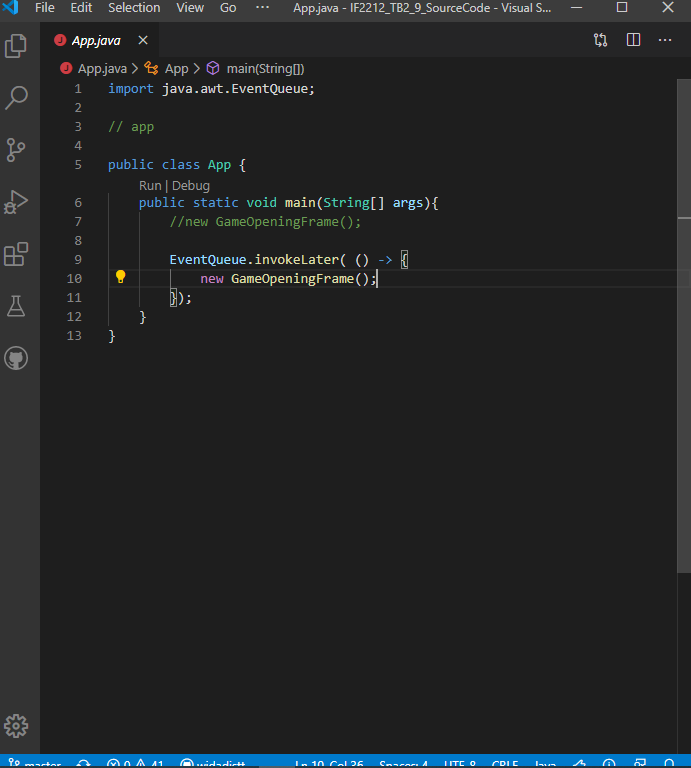 File Edit Selection View Go ··· App.java - IF2212_TB2_9_SourceCode - Visual S...
App.java
App.java > App > main(String[])
1 import java.awt.EventQueue;
2
3 // app
4
5 public class App {
Run | Debug
6 public static void main(String[] args){
7 //new GameOpeningFrame();
8
9 EventQueue.invokeLater( () -> {
10 new GameOpeningFrame();
11 });
12 }
13 }
master 0 41 widadistt Ln 10, Col 36 Spaces: 4 UTF-8 CRLF Java